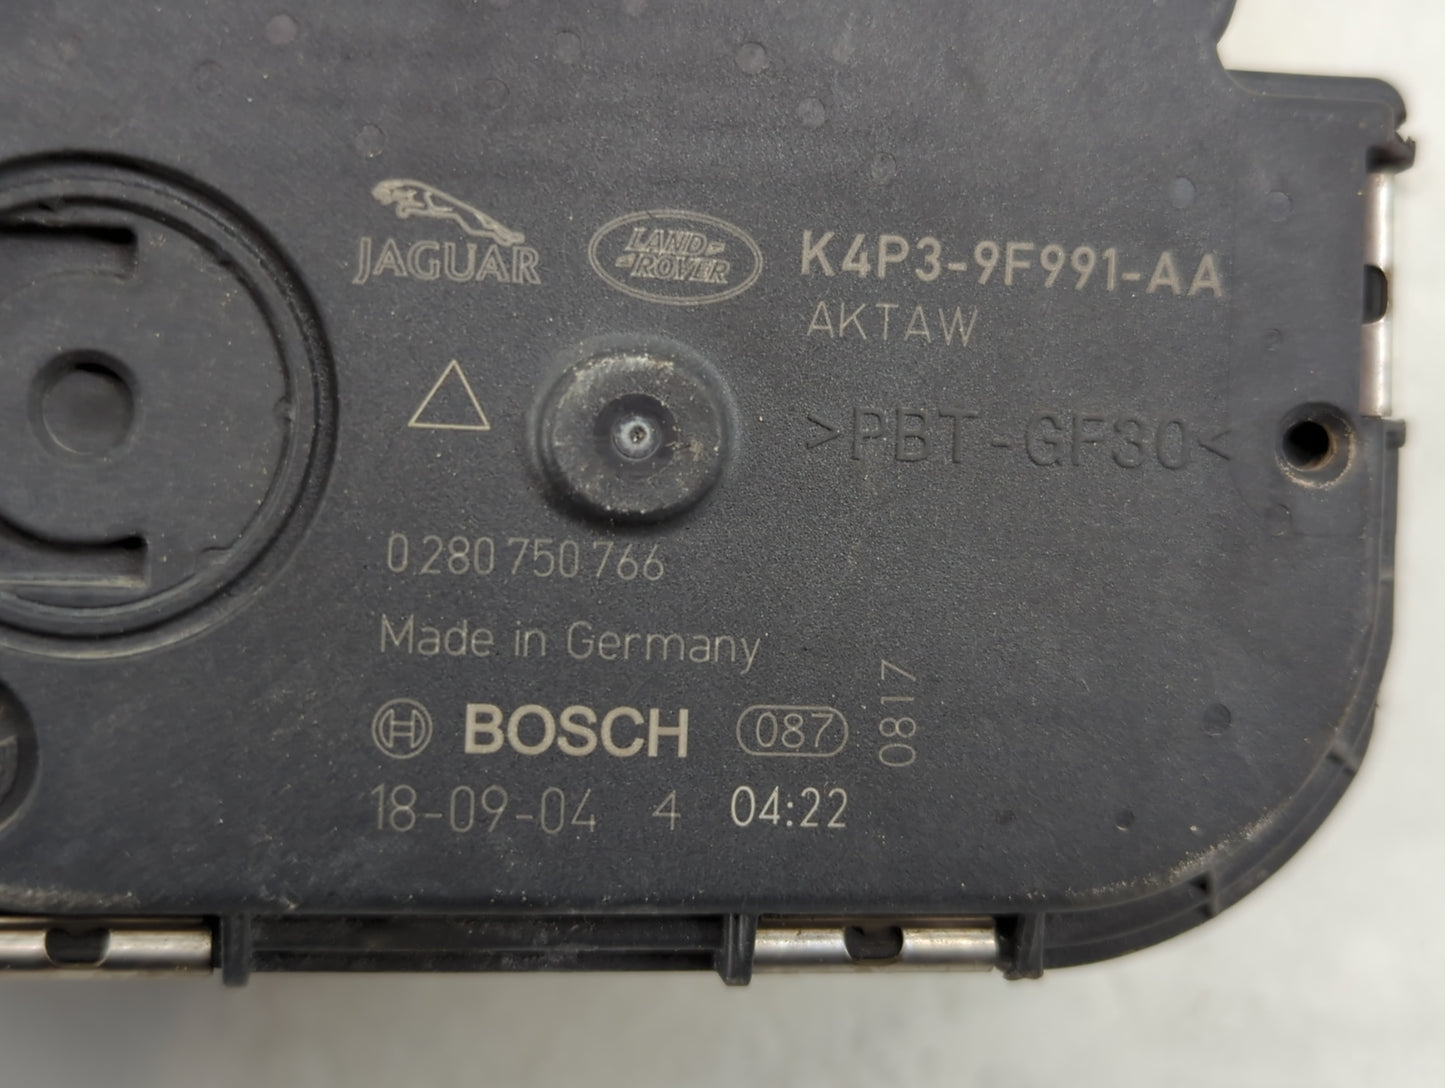 JAGUAR LAND ROVER K4P3-9F991-AA
AKTAW
>PBT-GF30<
0 280 750 766
Made in Germany
BOSCH 087
0817
18-09-04 4 04:22